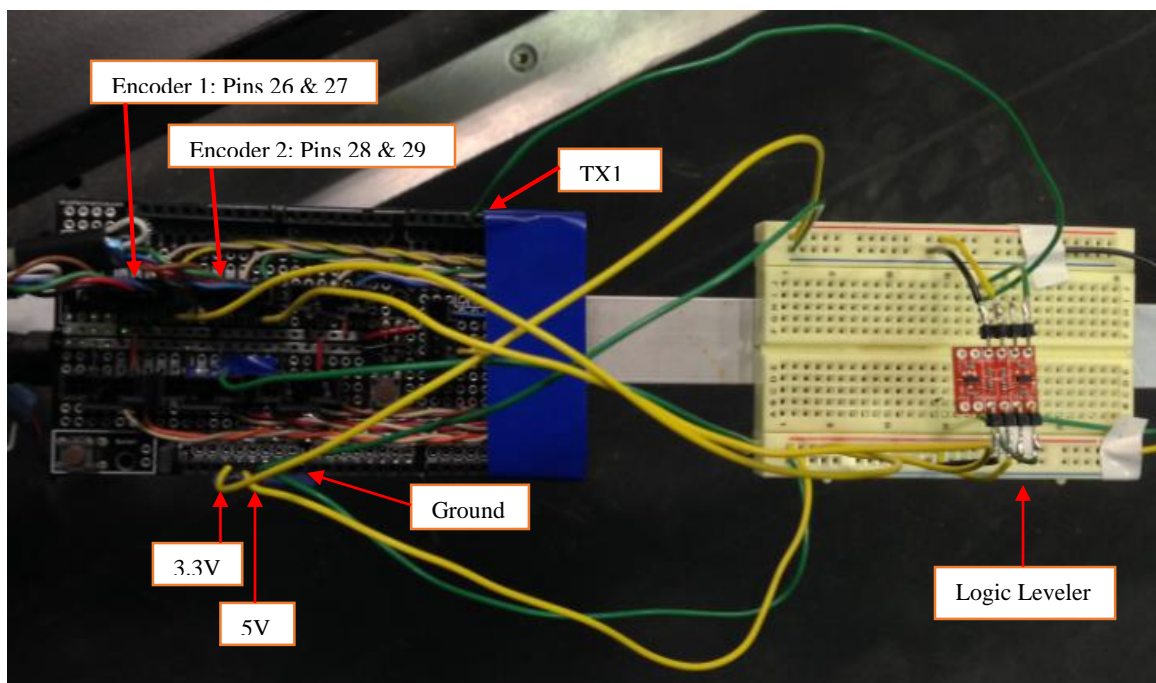 Encoder 1: Pins 26 & 27
Encoder 2: Pins 28 & 29
TX1
Ground
3.3V
5V
Logic Leveler